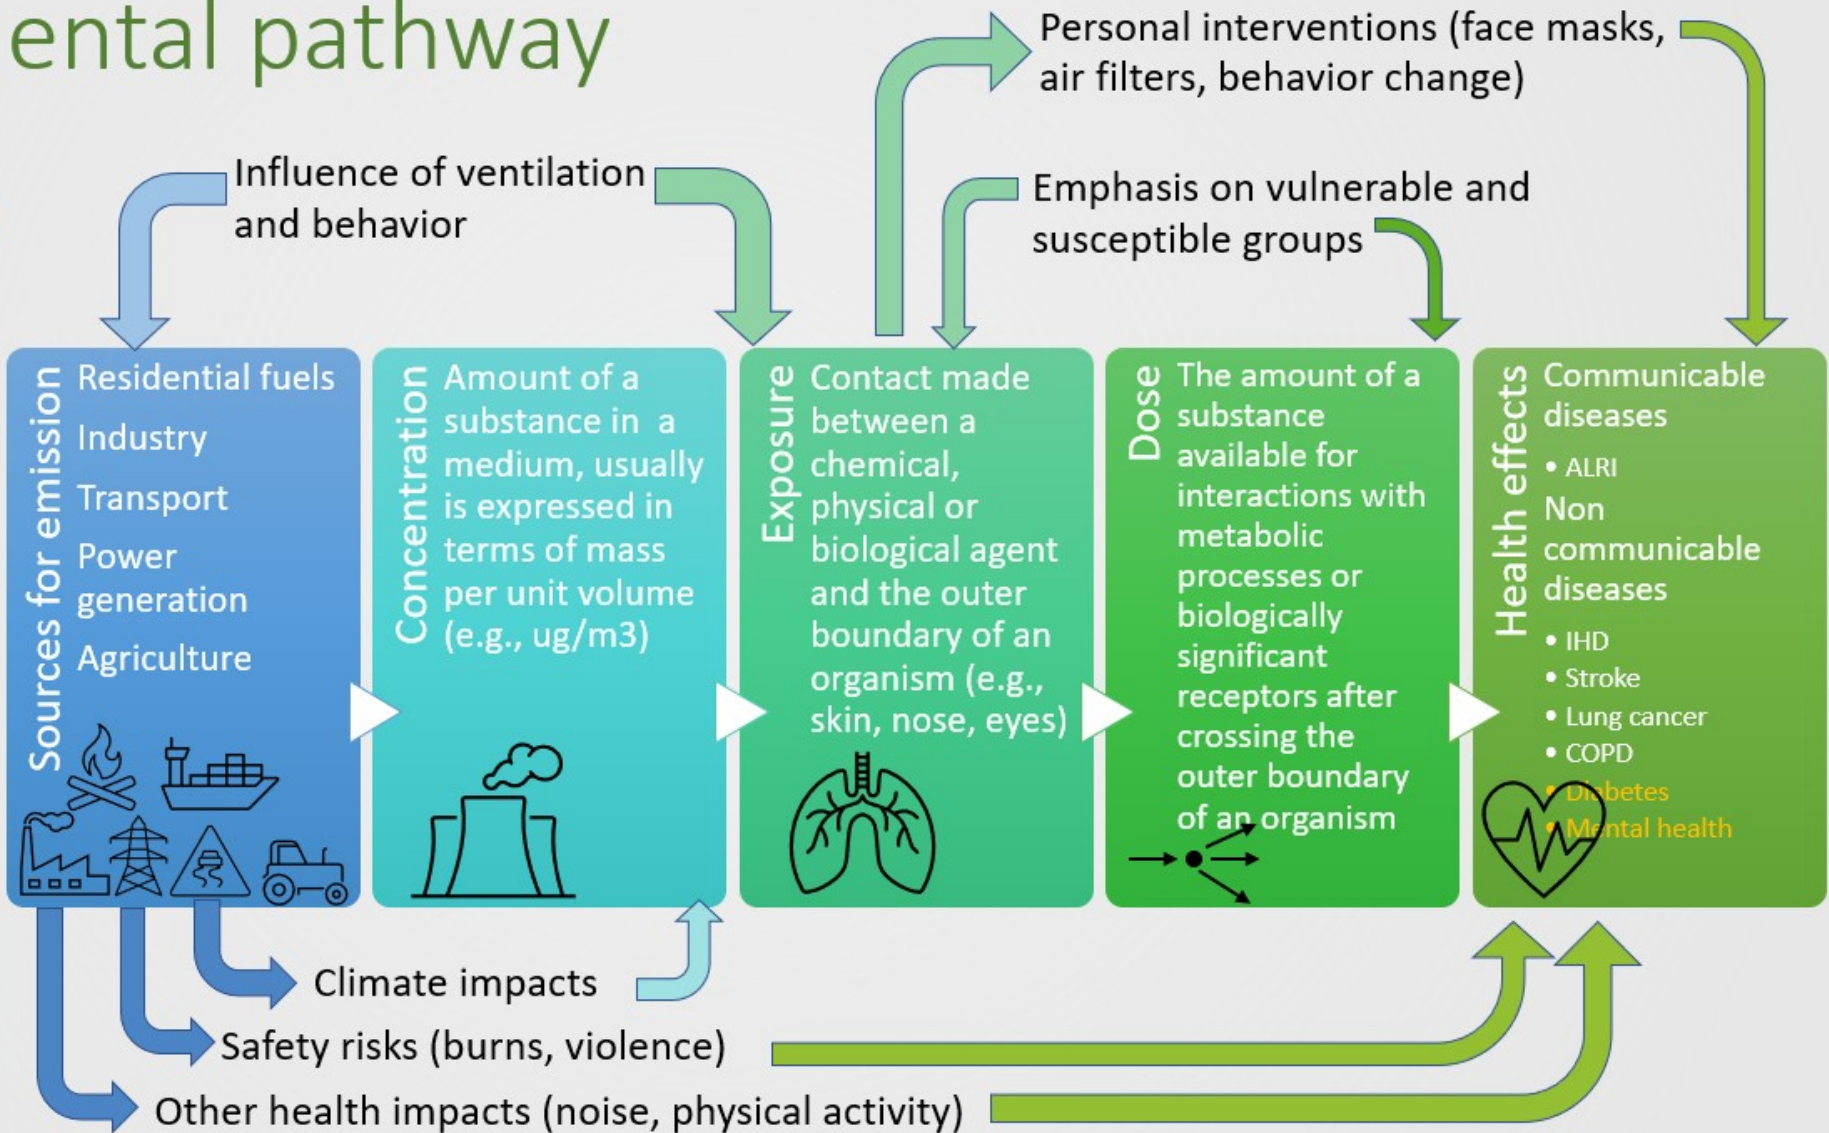 ental pathway
Personal interventions (face masks,
air filters, behavior change)
Influence of ventilation
and behavior
Emphasis on vulnerable and
susceptible groups
Sources for emission
Residential fuels
Industry
Transport
Power
generation
Agriculture
Concentration
Amount of a
substance in a
medium, usually
is expressed in
terms of mass
per unit volume
(e.g., ug/m3)
Exposure
Contact made
between a
chemical,
physical or
biological agent
and the outer
boundary of an
organism (e.g.,
skin, nose, eyes)
Dose
The amount of a
substance
available for
interactions with
metabolic
processes or
biologically
significant
receptors after
crossing the
outer boundary
of an organism
Health effects
Communicable
diseases
• ALRI
Non
communicable
diseases
• IHD
• Stroke
• Lung cancer
• COPD
• Diabetes
• Mental health
Climate impacts
Safety risks (burns, violence)
Other health impacts (noise, physical activity)